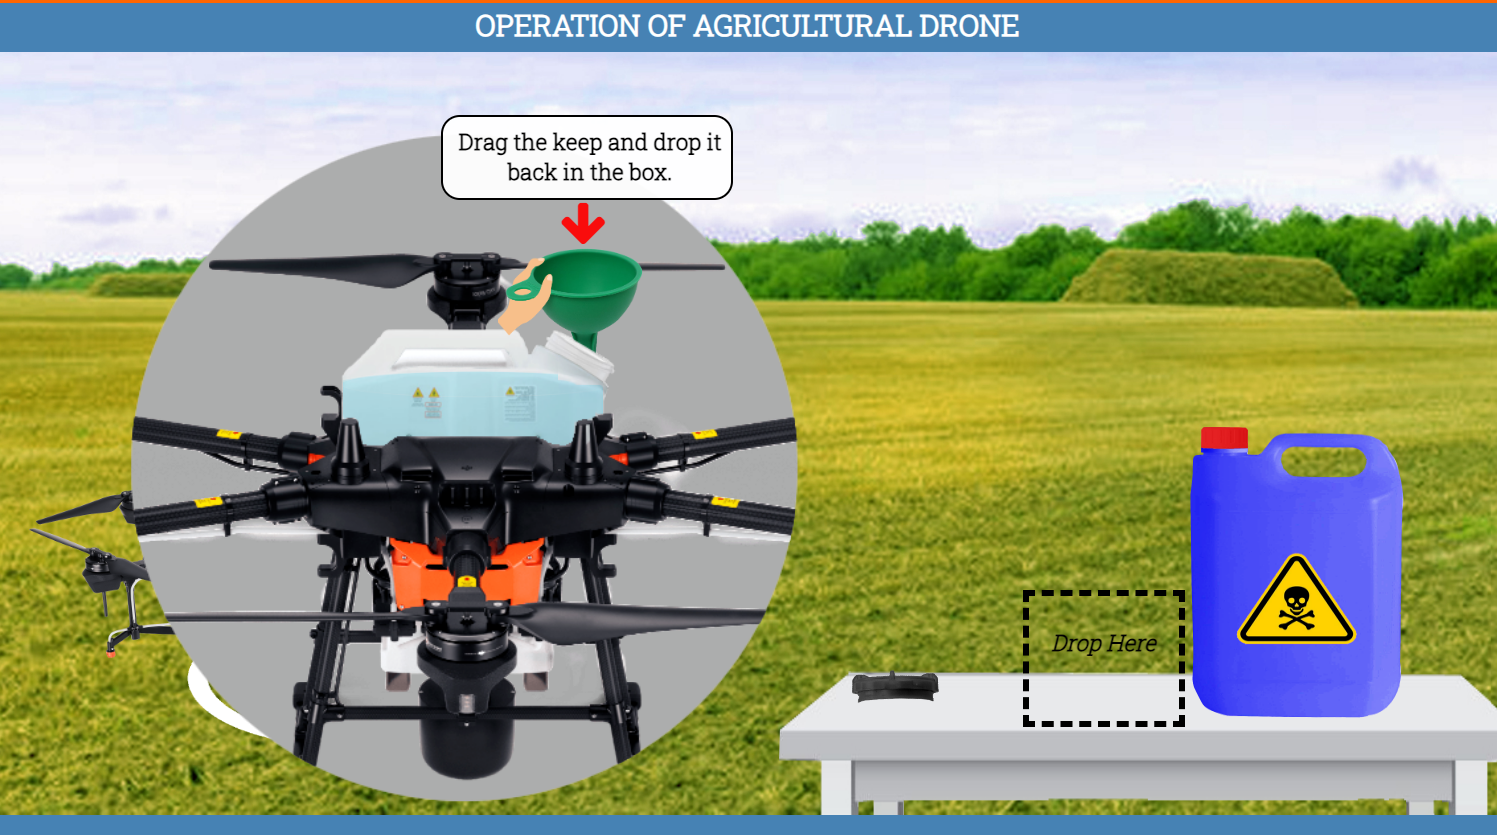 OPERATION OF AGRICULTURAL DRONE
Drag the keep and drop it
back in the box.
Drop Here